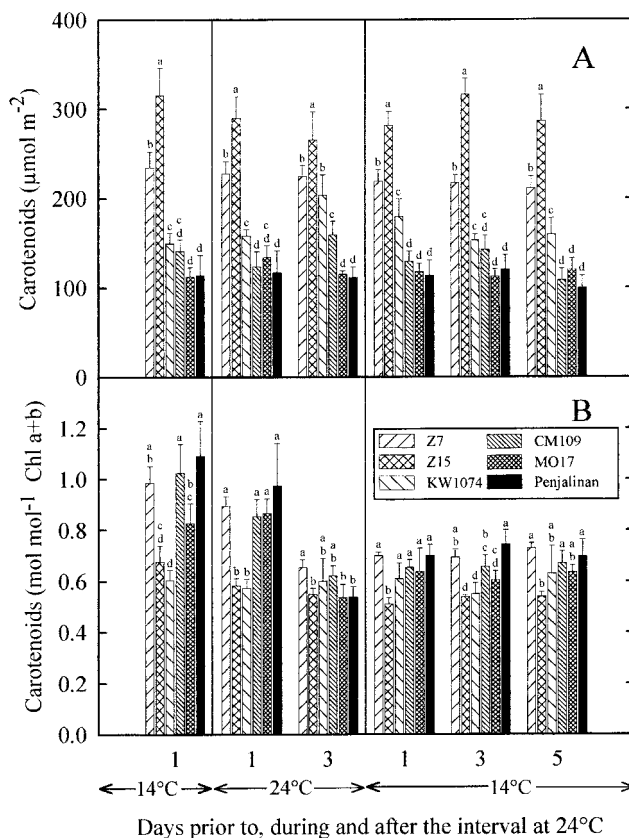 400
300
200
100
0
Carotenoids (µmol m⁻²)
A
b a c c d d
b a c d c d d
b a b c d d
b a c d d d
b a c c d d d
b a c d d d
1.2
1.0
0.8
0.6
0.4
0.2
0.0
Carotenoids (mol mol⁻¹ Chl a+b)
B
Z7 CM109
Z15 MO17
KW1074 Penjalinan
a b c d d a b c a
a b b a a a
a b a b a b b
a b a a a a
a b d d b c c d a
a b a a a a
1 1 3 1 3 5
14°C 24°C 14°C
Days prior to, during and after the interval at 24°C